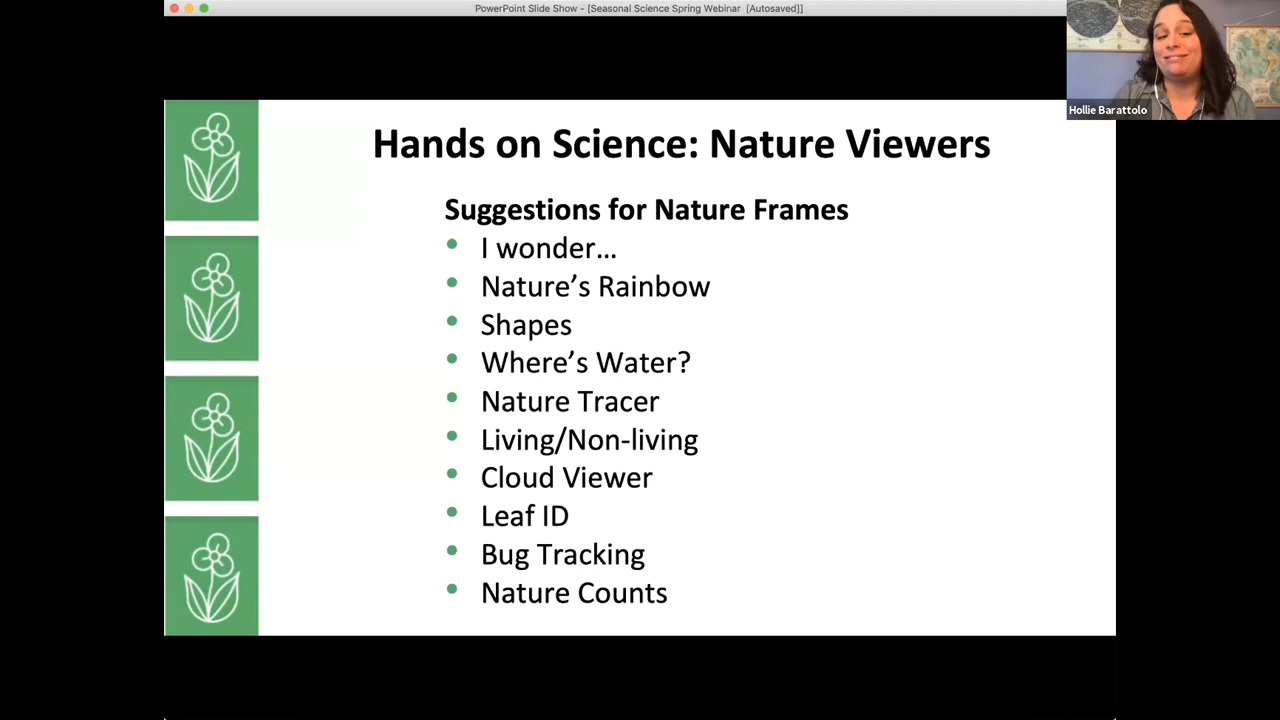 PowerPoint Slide Show - [Seasonal Science Spring Webinar  [Autosaved]]
Hollie Barattolo
Hands on Science: Nature Viewers
Suggestions for Nature Frames
• I wonder…
• Nature’s Rainbow
• Shapes
• Where’s Water?
• Nature Tracer
• Living/Non-living
• Cloud Viewer
• Leaf ID
• Bug Tracking
• Nature Counts